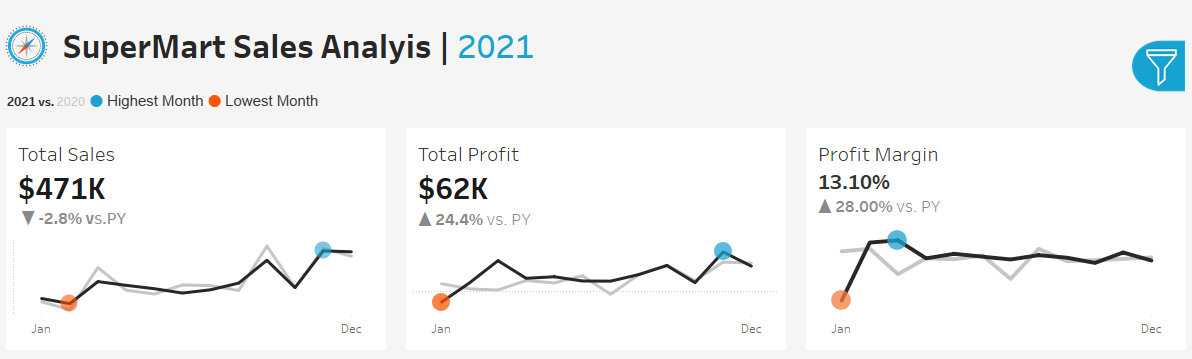 SuperMart Sales Analyis | 2021
2021 vs. 2020 Highest Month Lowest Month
Total Sales
$471K
▼ -2.8% vs.PY
Jan Dec
Total Profit
$62K
▲ 24.4% vs. PY
Jan Dec
Profit Margin
13.10%
▲ 28.00% vs. PY
Jan Dec